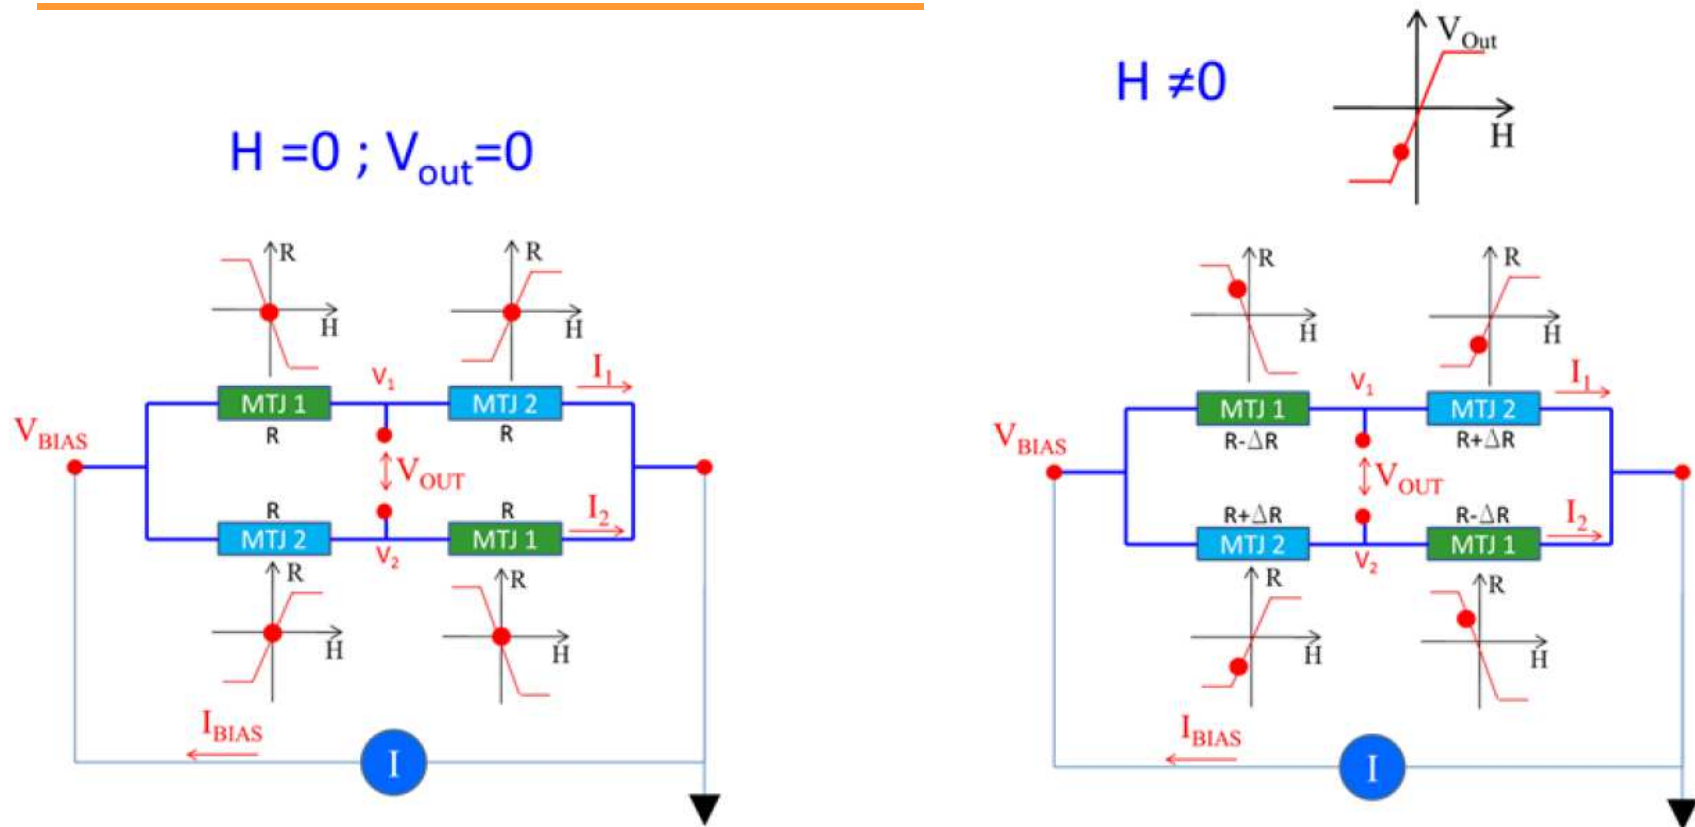 H =0 ; Vout=0
R
H
R
H
V1
I1
MTJ 1
MTJ 2
R
R
VBIAS
VOUT
R
R
I2
MTJ 2
MTJ 1
V2
R
H
R
H
IBIAS
I
H ≠0
VOut
H
R
H
R
H
V1
I1
MTJ 1
MTJ 2
R-ΔR
R+ΔR
VBIAS
VOUT
R+ΔR
R-ΔR
I2
MTJ 2
MTJ 1
V2
R
H
R
H
IBIAS
I